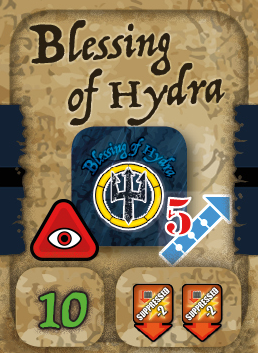 Blessing
of Hydra
Blessing of Hydra
5
10
SUPPRESSED
-2
SUPPRESSED
-2